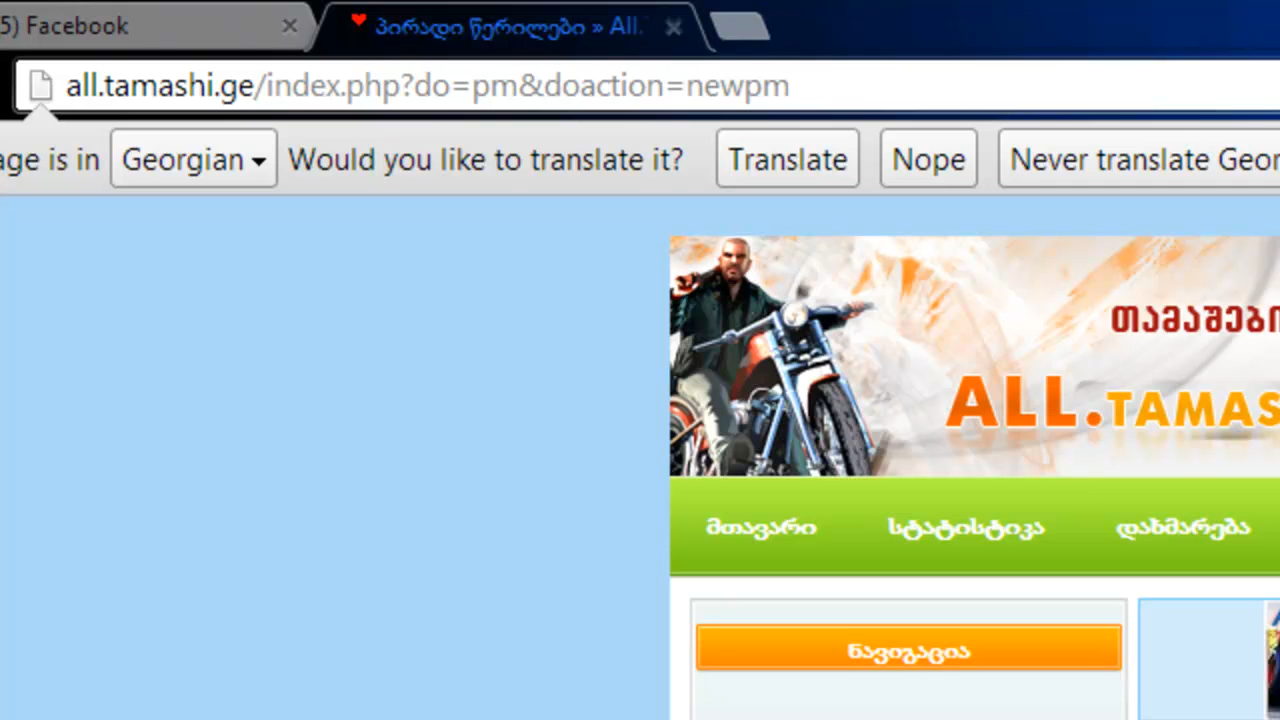 5) Facebook
პირადი წერილები » All.
all.tamashi.ge/index.php?do=pm&doaction=newpm
age is in Georgian Would you like to translate it? Translate Nope Never translate Geor
თამაშები
ALL.TAMAS
მთავარი სტატისტიკა დახმარება
ნავიგაცია